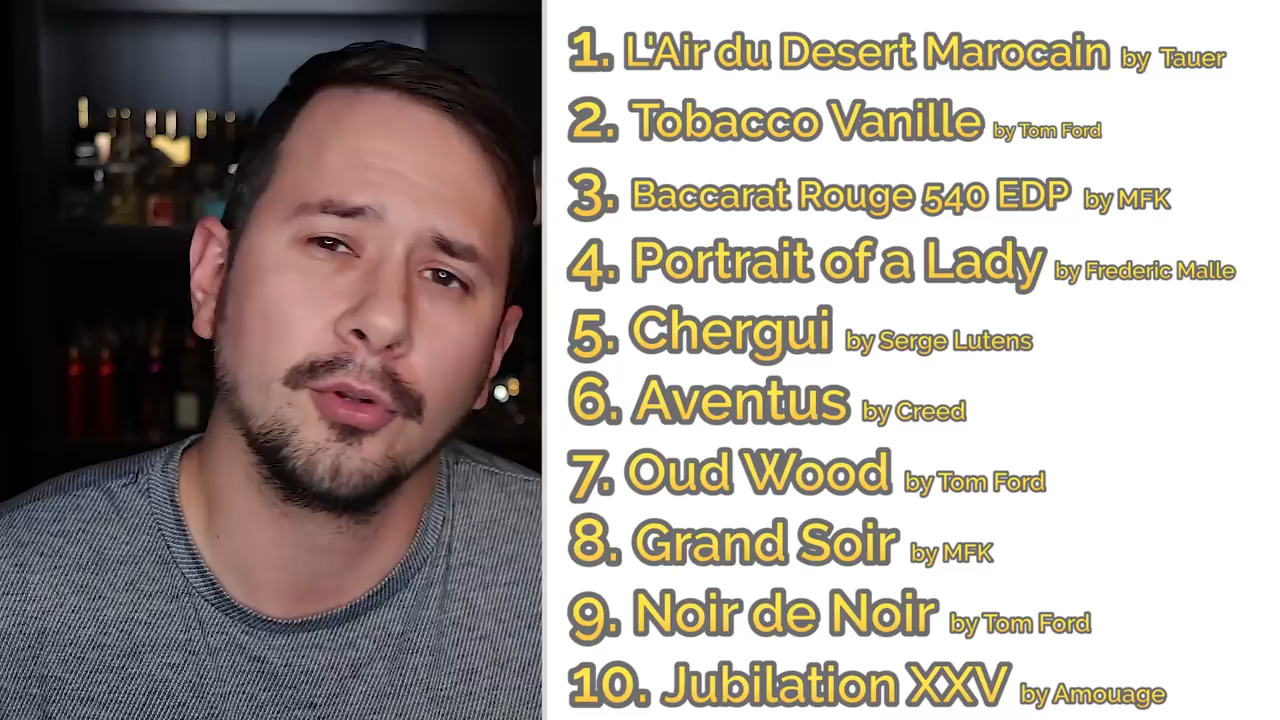 1. L'Air du Desert Marocain by Tauer
2. Tobacco Vanille by Tom Ford
3. Baccarat Rouge 540 EDP by MFK
4. Portrait of a Lady by Frederic Malle
5. Chergui by Serge Lutens
6. Aventus by Creed
7. Oud Wood by Tom Ford
8. Grand Soir by MFK
9. Noir de Noir by Tom Ford
10. Jubilation XXV by Amouage